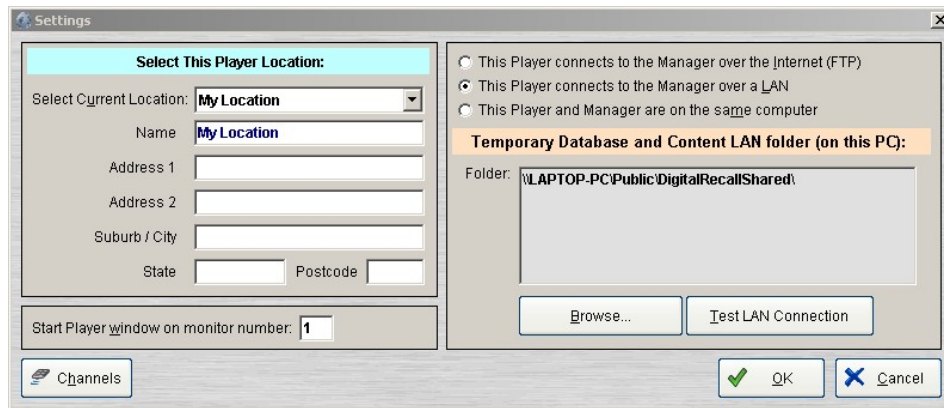 Settings
Select This Player Location:
Select Current Location: My Location
Name My Location
Address 1
Address 2
Suburb / City
State Postcode
Start Player window on monitor number: 1
Channels
This Player connects to the Manager over the Internet (FTP)
This Player connects to the Manager over a LAN
This Player and Manager are on the same computer
Temporary Database and Content LAN folder (on this PC):
Folder: \\LAPTOP-PC\Public\DigitalRecallShared\
Browse... Test LAN Connection
OK Cancel